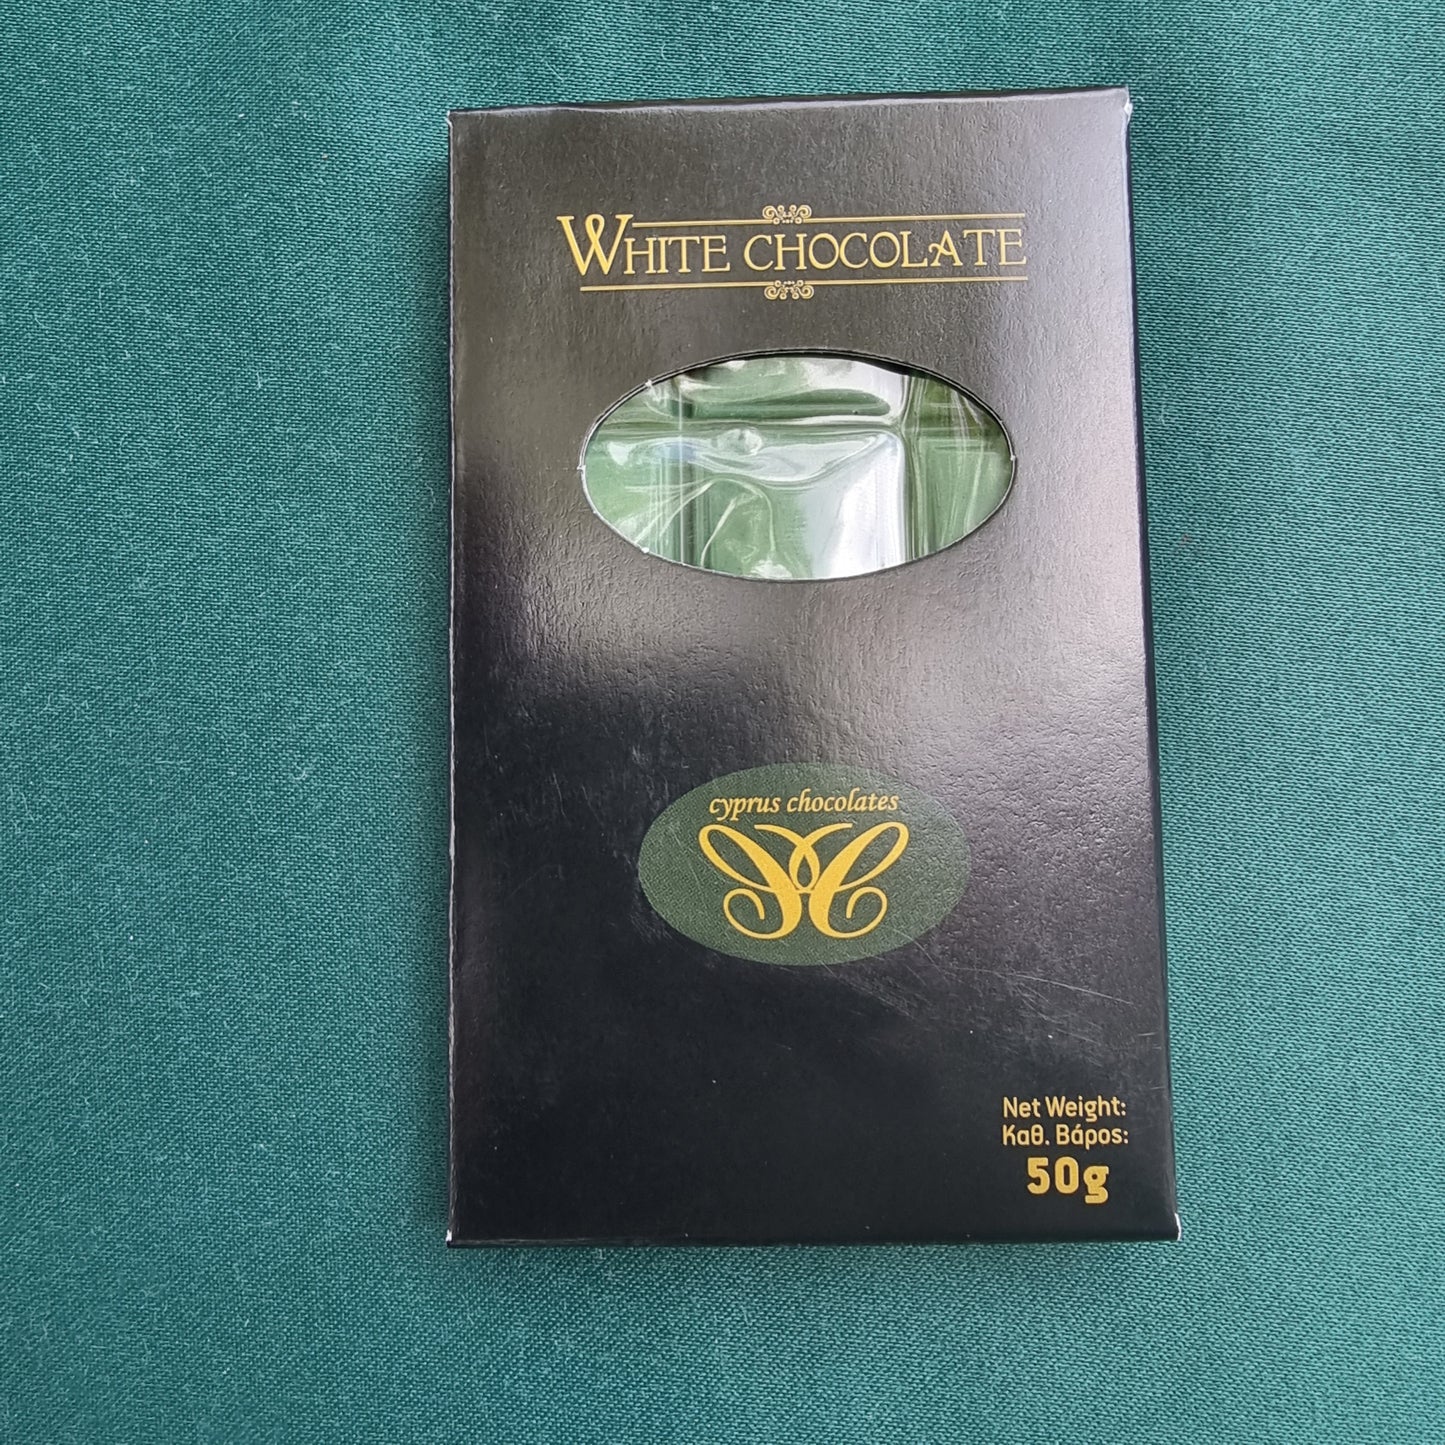 WHITE CHOCOLATE
cyprus chocolates
Net Weight:
Καθ. Βάρος:
50g